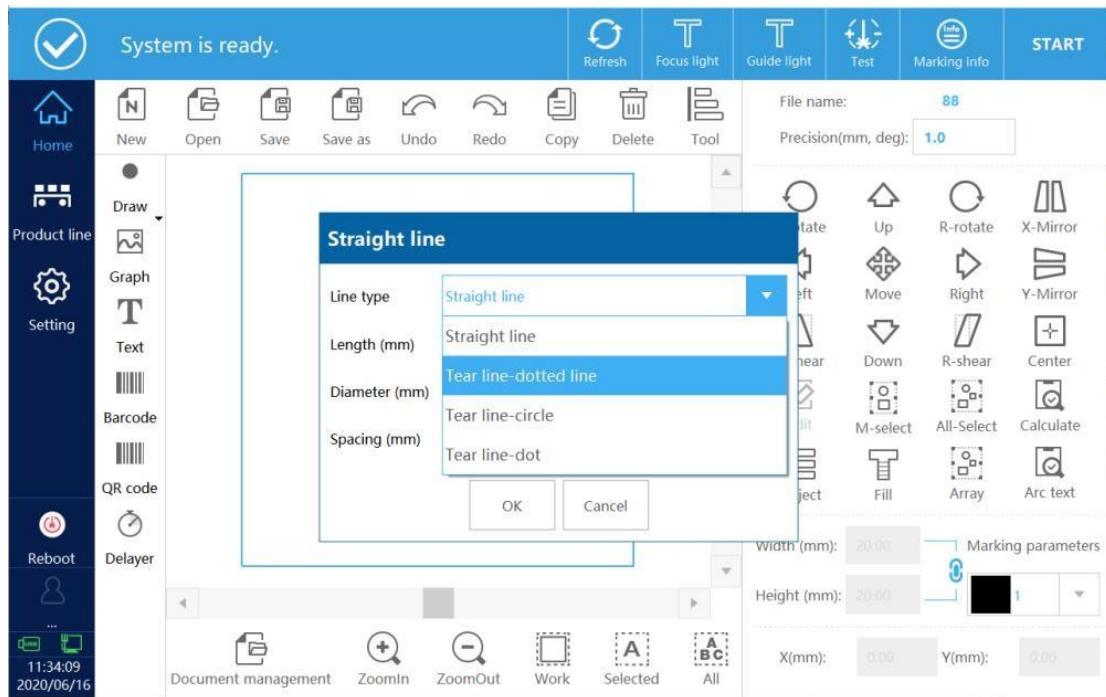 System is ready.
Refresh
Focus light
Guide light
Test
Info
Marking info
START
Home
Product line
Setting
Reboot
...
11:34:09
2020/06/16
N
New
Open
Save
Save as
Undo
Redo
Copy
Delete
Tool
Draw
Graph
T
Text
Barcode
QR code
Delayer
Straight line
Line type
Straight line
Length (mm)
Diameter (mm)
Spacing (mm)
Straight line
Tear line-dotted line
Tear line-circle
Tear line-dot
OK
Cancel
Document management
ZoomIn
ZoomOut
Work
A
Selected
A
B C
All
File name: 88
Precision(mm, deg): 1.0
Up
R-rotate
X-Mirror
Move
Right
Y-Mirror
Down
R-shear
Center
M-select
All-Select
Calculate
Fill
Array
Arc text
Width (mm): 20.00
Marking parameters
Height (mm): 20.00
1
X(mm): 0.00
Y(mm): 0.00